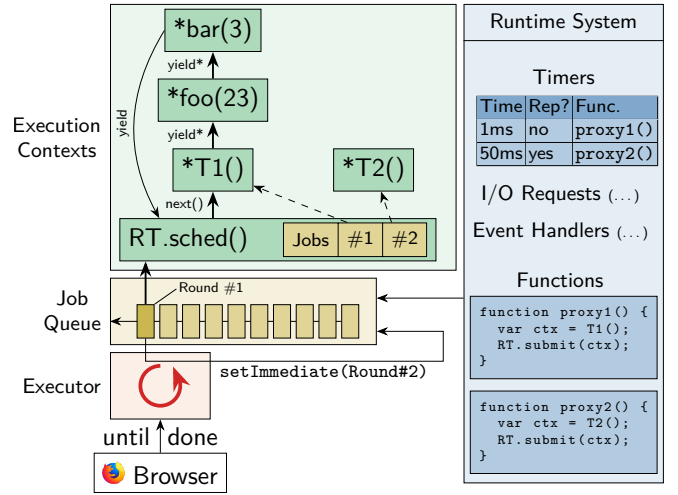 *bar(3)
yield*
*foo(23)
yield
yield*
Execution
Contexts
*T1()
*T2()
next()
RT.sched()
Jobs #1 #2
Round #1
Job
Queue
setImmediate(Round#2)
Executor
until done
Browser
Runtime System
Timers
Time Rep? Func.
1ms no proxy1()
50ms yes proxy2()
I/O Requests (...)
Event Handlers (...)
Functions
function proxy1() {
var ctx = T1();
RT.submit(ctx);
}
function proxy2() {
var ctx = T2();
RT.submit(ctx);
}